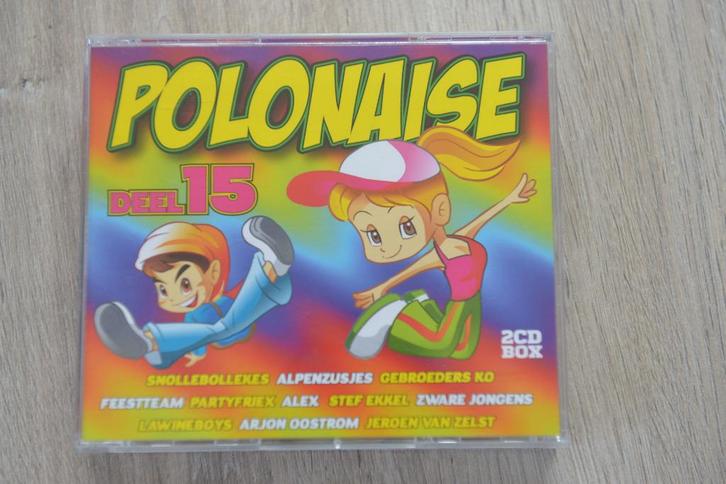 POLONAISE
DEEL 15
2CD
BOX
SNOLLEBOLLEKES ALPENZUSJES GEBROEDERS KO
FEESTTEAM PARTYFRIEX ALEX STEF EKKEL ZWARE JONGENS
LAWINEBOYS ARJON OOSTROM JEROEN VAN ZELST